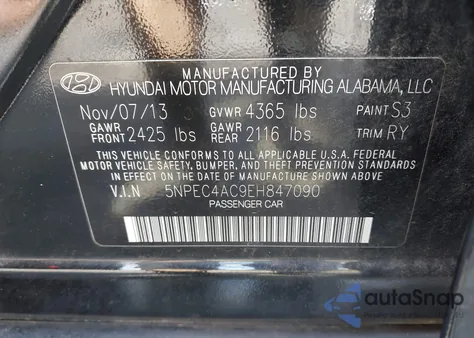 MANUFACTURED BY
HYUNDAI MOTOR MANUFACTURING ALABAMA, LLC
Nov/07/13 GVWR 4365 lbs PAINT S3
GAWR FRONT 2425 lbs GAWR REAR 2116 lbs TRIM RY
THIS VEHICLE CONFORMS TO ALL APPLICABLE U.S.A. FEDERAL
MOTOR VEHICLE SAFETY, BUMPER, AND THEFT PREVENTION STANDARDS
IN EFFECT ON THE DATE OF MANUFACTURE SHOWN ABOVE.
V.I.N 5NPEC4AC9EH847090
PASSENGER CAR
autoSnap